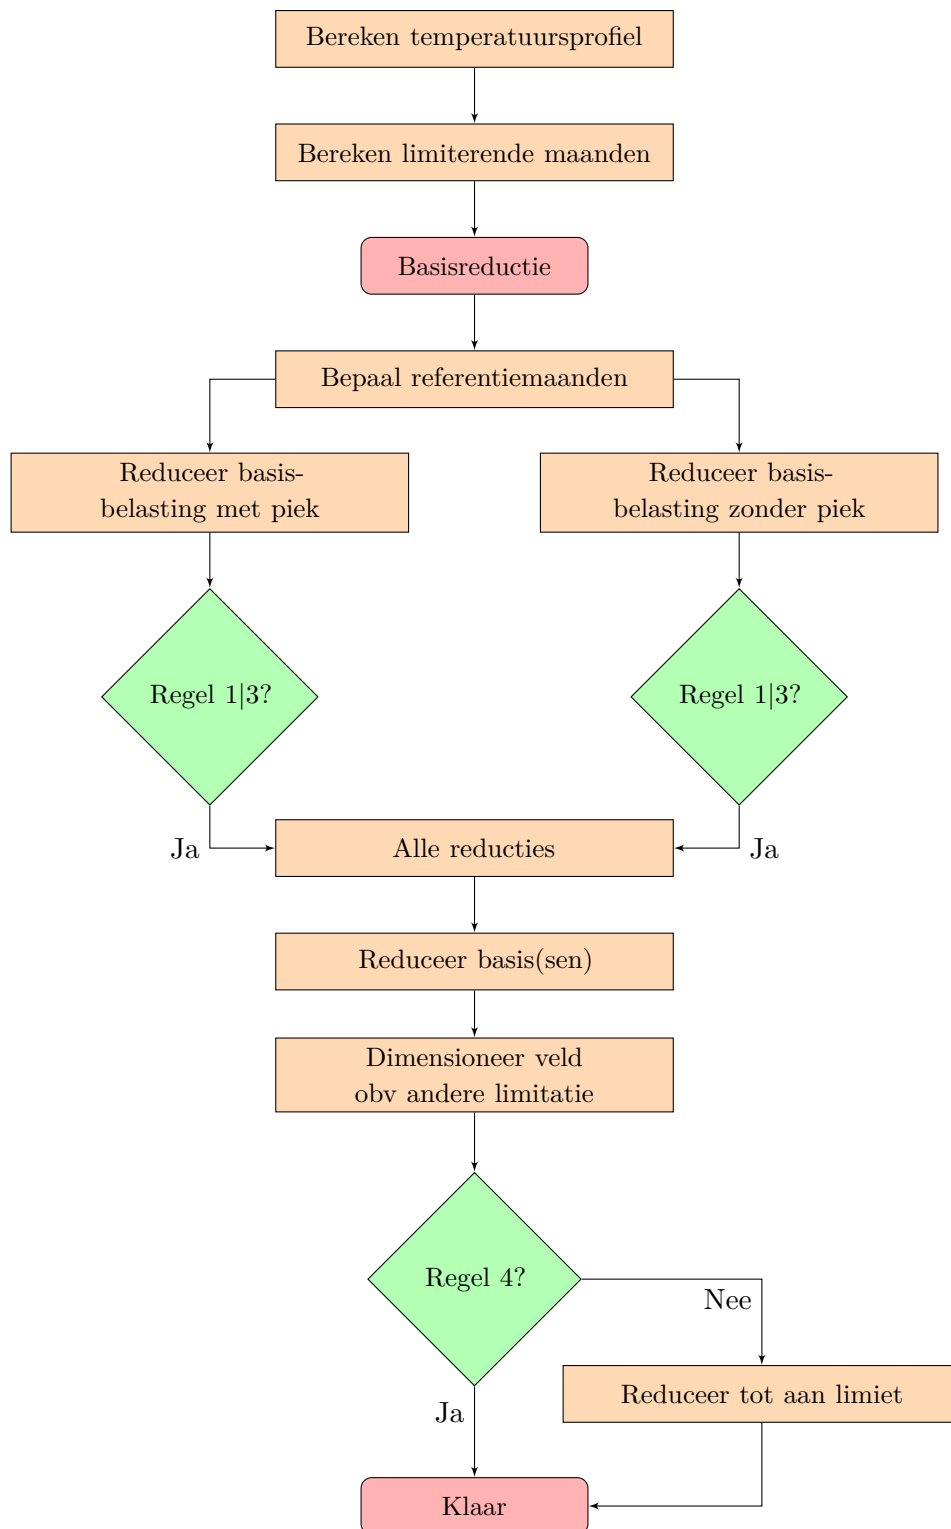 Bereken temperatuursprofiel
Bereken limiterende maanden
Basisreductie
Bepaal referentiemaanden
Reduceer basis-
belasting met piek
Reduceer basis-
belasting zonder piek
Regel 1|3?
Regel 1|3?
Ja
Alle reducties
Ja
Reduceer basis(sen)
Dimensioneer veld
obv andere limitatie
Regel 4?
Nee
Reduceer tot aan limiet
Ja
Klaar